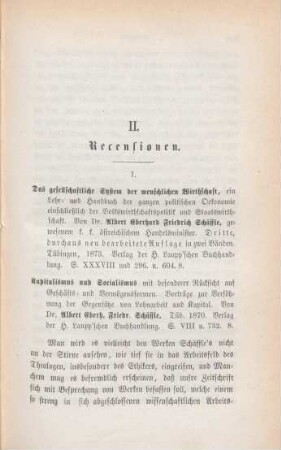 II.
Recensionen.
1.
Das gesellschaftliche System der menschlichen Wirthschaft, ein
Lehr- und Handbuch der ganzen politischen Oekonomie
einschließlich der Volkswirthschaftspolitik und Staatswirth-
schaft. Von Dr. Albert Eberhard Friedrich Schäffle, ge-
wesenem k. k. östreichischen Handelsminister. Dritte,
durchaus neu bearbeitete Auflage in zwei Bänden.
Tübingen, 1873. Verlag der H. Laupp'schen Buchhand-
lung. S. XXXVIII und 296. u. 604. 8.
Kapitalismus und Socialismus mit besonderer Rücksicht auf
Geschäfts- und Vermögensformen. Vorträge zur Versöhn-
ung der Gegensätze von Lohnarbeit und Kapital. Von
Dr. Albert Eberh. Friedr. Schäffle. Tüb. 1870. Verlag
der H. Laupp'schen Buchhandlung. S. VIII u. 732. 8.
Man wird es vielleicht den Werken Schäffle's nicht
an der Stirne ansehen, wie tief sie in das Arbeitsfeld des
Theologen, insbesondere des Ethikers, eingreifen, und Man-
chem mag es befremdlich erscheinen, daß unsre Zeitschrift
sich mit Besprechung von Werken befassen soll, welche einem
so streng in sich abgeschlossenen wissenschaftlichen Arbeits-